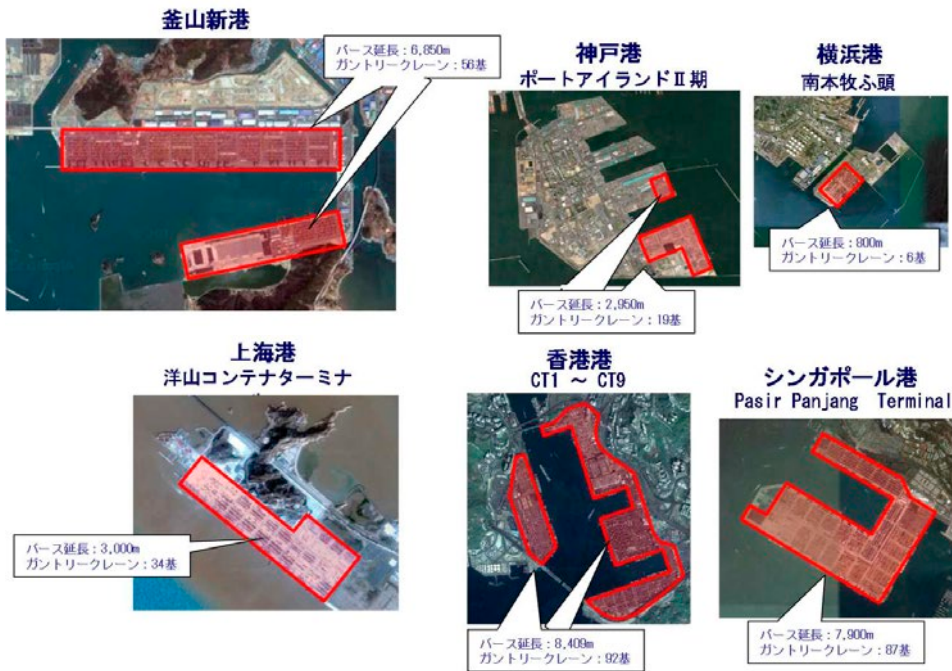 釜山新港
バース延長：6,850m
ガントリークレーン：56基
神戸港
ポートアイランドⅡ期
バース延長：2,950m
ガントリークレーン：19基
横浜港
南本牧ふ頭
バース延長：800m
ガントリークレーン：6基
上海港
洋山コンテナターミナ
バース延長：3,000m
ガントリークレーン：34基
香港港
CT1 ～ CT9
バース延長：8,409m
ガントリークレーン：92基
シンガポール港
Pasir Panjang Terminal
バース延長：7,900m
ガントリークレーン：87基